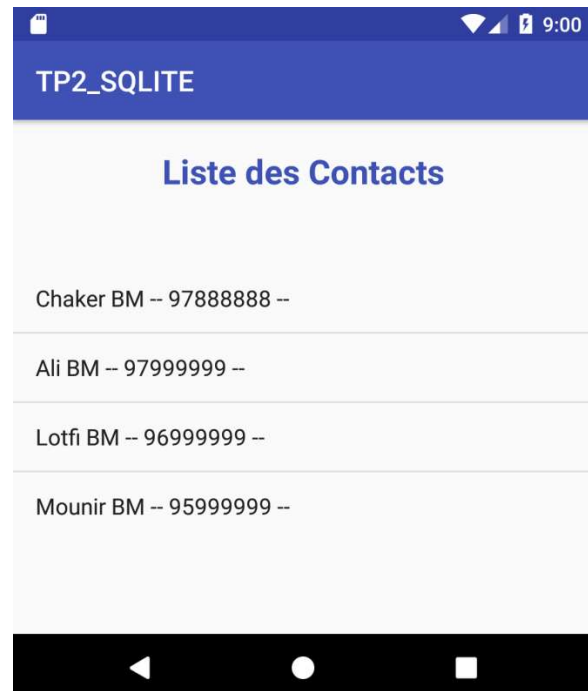 9:00
TP2_SQLITE
Liste des Contacts
Chaker BM -- 97888888 --
Ali BM -- 97999999 --
Lotfi BM -- 96999999 --
Mounir BM -- 95999999 --